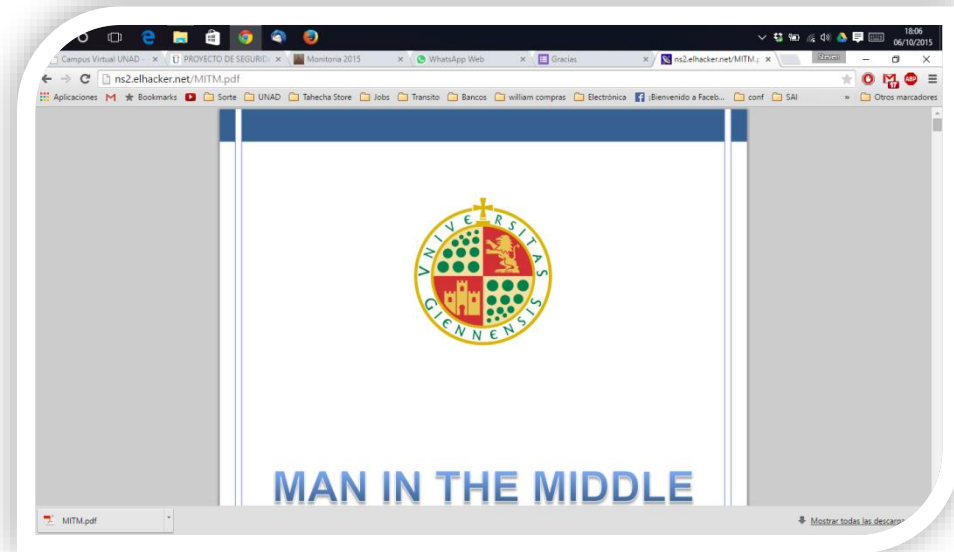 18:06
06/10/2015
Campus Virtual UNAD -
PROYECTO DE SEGURID
Monitoria 2015
WhatsApp Web
Gracias
ns2.elhacker.net/MITM.p
ns2.elhacker.net/MITM.pdf
Aplicaciones
Bookmarks
Sorte
UNAD
Tahecha Store
Jobs
Transito
Bancos
william compras
Electrónica
¡Bienvenido a Faceb...
conf
SAI
»
Otros marcadores
VNIVERSITAS
GIENNENSIS
MAN IN THE MIDDLE
MITM.pdf
Mostrar todas las descar